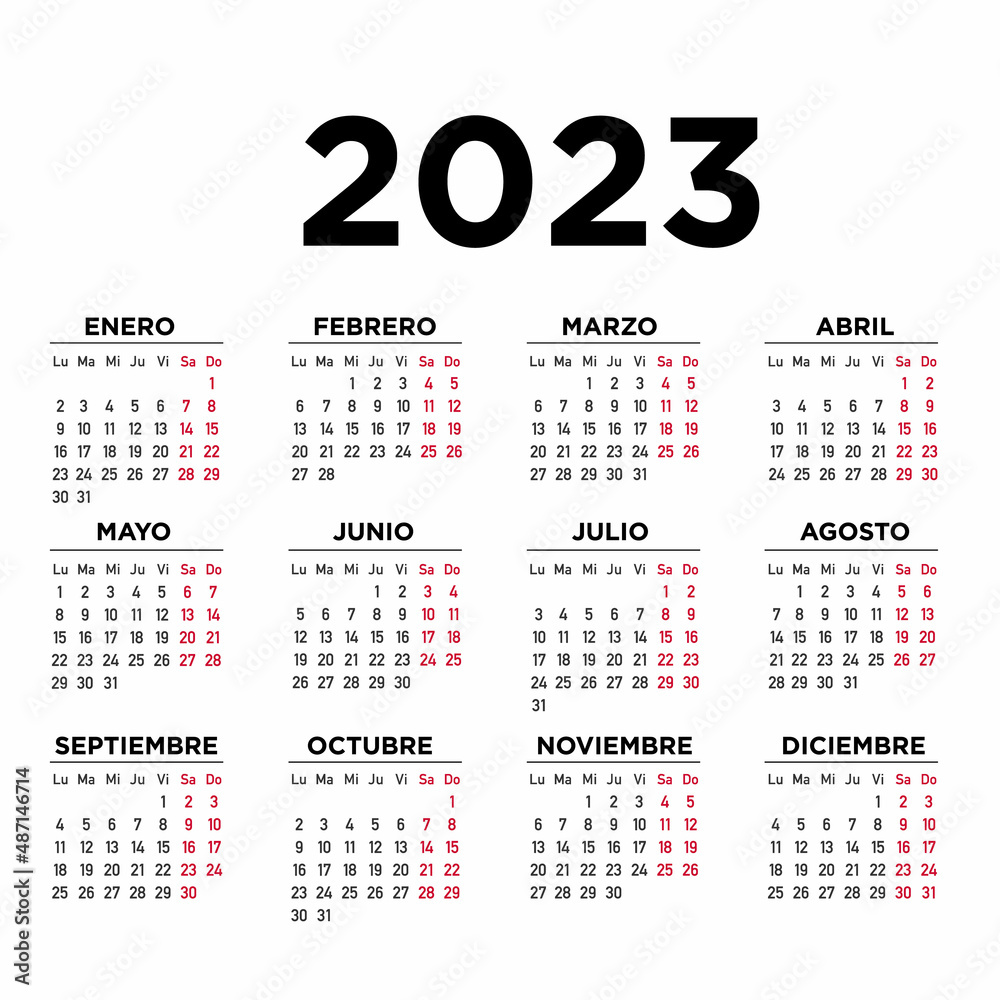 2023
ENERO
Lu Ma Mi Ju Vi Sa Do
1
2 3 4 5 6 7 8
9 10 11 12 13 14 15
16 17 18 19 20 21 22
23 24 25 26 27 28 29
30 31
FEBRERO
Lu Ma Mi Ju Vi Sa Do
1 2 3 4 5
6 7 8 9 10 11 12
13 14 15 16 17 18 19
20 21 22 23 24 25 26
27 28
MARZO
Lu Ma Mi Ju Vi Sa Do
1 2 3 4 5
6 7 8 9 10 11 12
13 14 15 16 17 18 19
20 21 22 23 24 25 26
27 28 29 30 31
ABRIL
Lu Ma Mi Ju Vi Sa Do
1 2
3 4 5 6 7 8 9
10 11 12 13 14 15 16
17 18 19 20 21 22 23
24 25 26 27 28 29 30
MAYO
Lu Ma Mi Ju Vi Sa Do
1 2 3 4 5 6 7
8 9 10 11 12 13 14
15 16 17 18 19 20 21
22 23 24 25 26 27 28
29 30 31
JUNIO
Lu Ma Mi Ju Vi Sa Do
1 2 3 4
5 6 7 8 9 10 11
12 13 14 15 16 17 18
19 20 21 22 23 24 25
26 27 28 29 30
JULIO
Lu Ma Mi Ju Vi Sa Do
1 2
3 4 5 6 7 8 9
10 11 12 13 14 15 16
17 18 19 20 21 22 23
24 25 26 27 28 29 30
31
AGOSTO
Lu Ma Mi Ju Vi Sa Do
1 2 3 4 5 6
7 8 9 10 11 12 13
14 15 16 17 18 19 20
21 22 23 24 25 26 27
28 29 30 31
SEPTIEMBRE
Lu Ma Mi Ju Vi Sa Do
1 2 3
4 5 6 7 8 9 10
11 12 13 14 15 16 17
18 19 20 21 22 23 24
25 26 27 28 29 30
OCTUBRE
Lu Ma Mi Ju Vi Sa Do
1
2 3 4 5 6 7 8
9 10 11 12 13 14 15
16 17 18 19 20 21 22
23 24 25 26 27 28 29
30 31
NOVIEMBRE
Lu Ma Mi Ju Vi Sa Do
1 2 3 4 5
6 7 8 9 10 11 12
13 14 15 16 17 18 19
20 21 22 23 24 25 26
27 28 29 30
DICIEMBRE
Lu Ma Mi Ju Vi Sa Do
1 2 3
4 5 6 7 8 9 10
11 12 13 14 15 16 17
18 19 20 21 22 23 24
25 26 27 28 29 30 31
Adobe Stock | #487146714